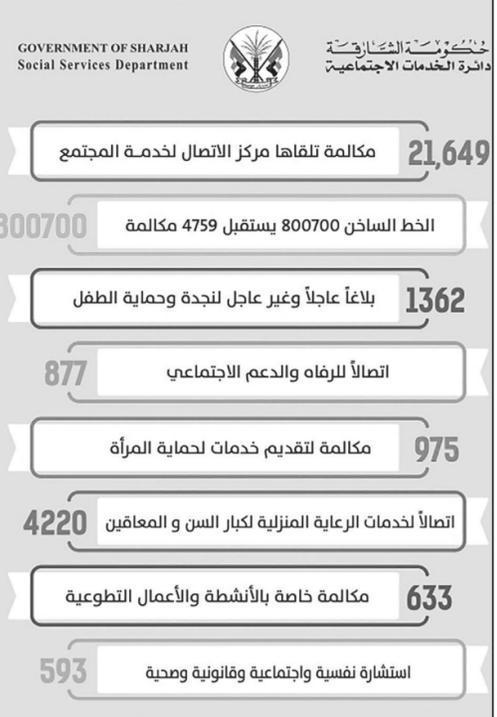 GOVERNMENT OF SHARJAH
Social Services Department
حكومة الشارقة
دائرة الخدمات الاجتماعية
21,649 مكالمة تلقاها مركز الاتصال لخدمة المجتمع
الخط الساخن 800700 يستقبل 4759 مكالمة 800700
1362 بلاغاً عاجلاً وغير عاجل لنجدة وحماية الطفل
اتصالاً للرفاه والدعم الاجتماعي 877
975 مكالمة لتقديم خدمات لحماية المرأة
اتصالاً لخدمات الرعاية المنزلية لكبار السن و المعاقين 4220
633 مكالمة خاصة بالأنشطة والأعمال التطوعية
استشارة نفسية واجتماعية وقانونية وصحية 593